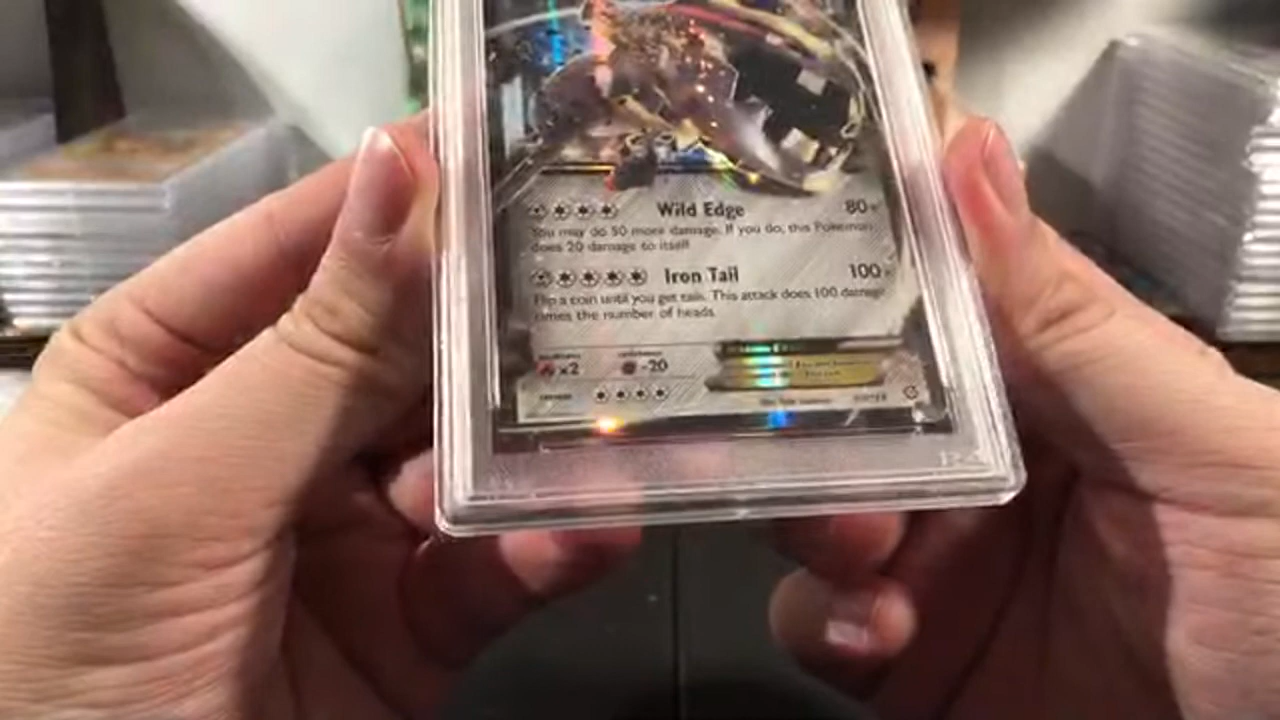 Wild Edge 80+
You may do 50 more damage. If you do, this Pokémon
does 20 damage to itself.
Iron Tail 100×
Flip a coin until you get tails. This attack does 100 damage
times the number of heads.
×2 -20